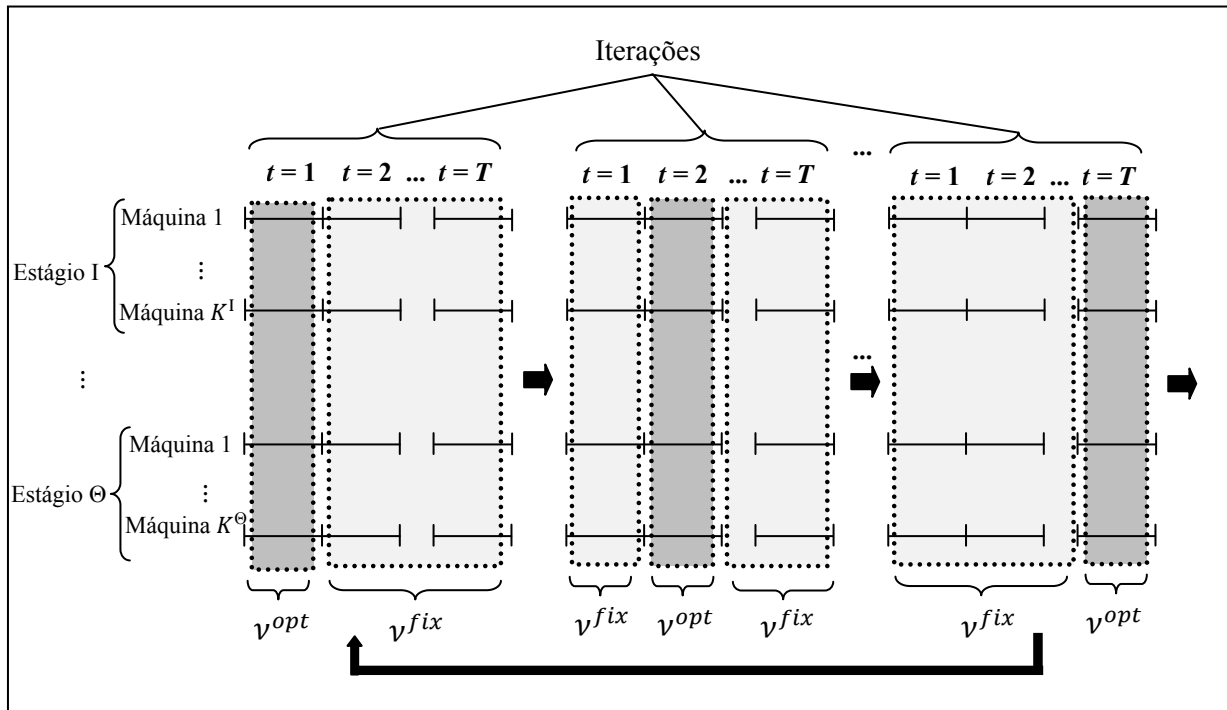 Iterações
...
t = 1 t = 2 ... t = T
t = 1 t = 2 ... t = T
t = 1 t = 2 ... t = T
Máquina 1
Estágio I
⋮
Máquina K^I
...
⋮
Máquina 1
Estágio Θ
⋮
Máquina K^Θ
ν^opt ν^fix
ν^fix ν^opt ν^fix
ν^fix ν^opt